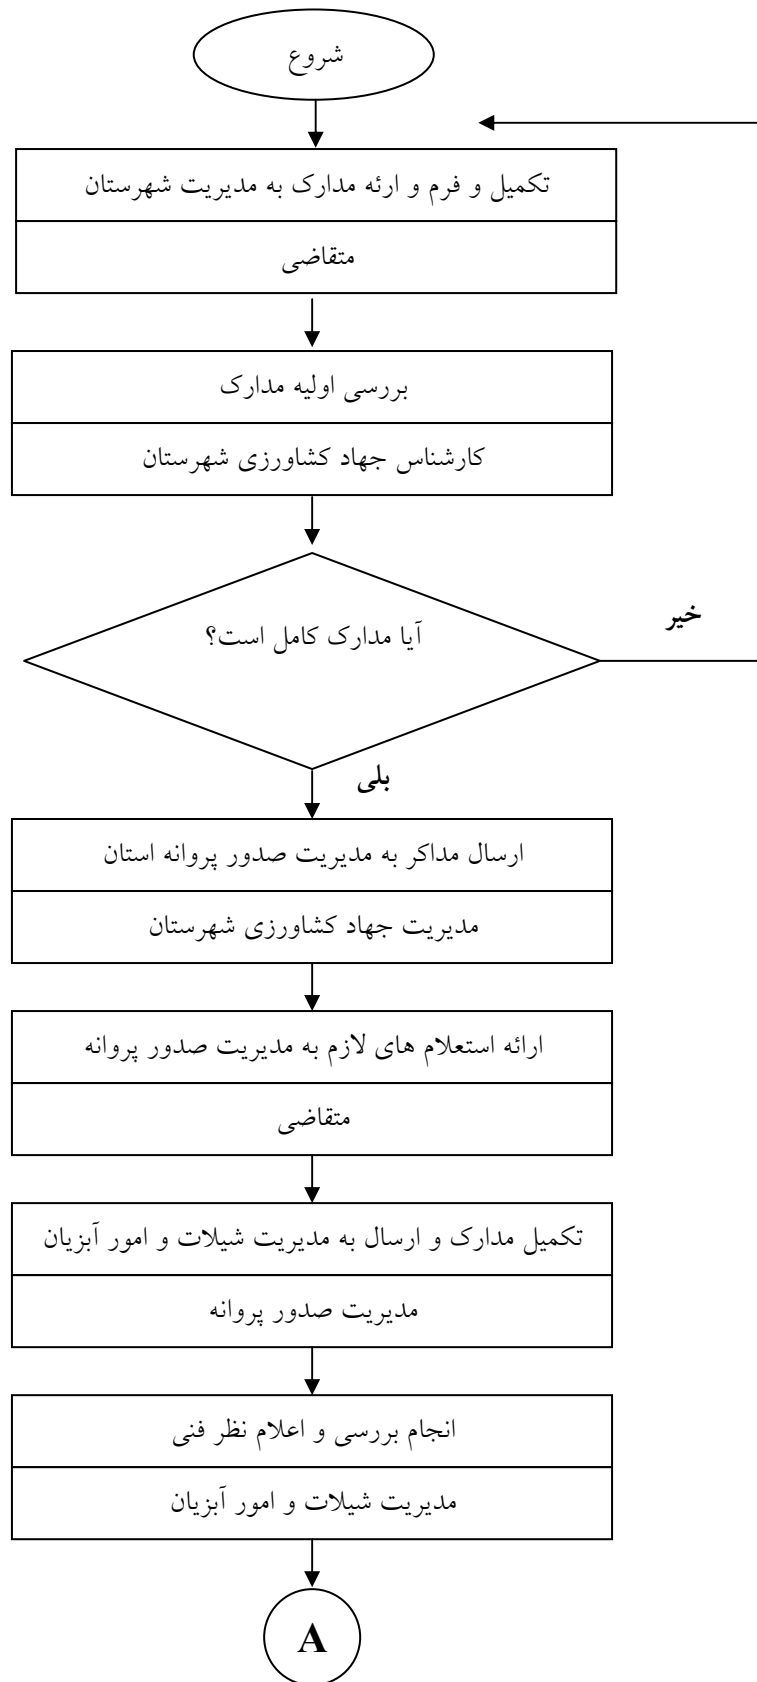 شروع
تکمیل و فرم و ارئه مدارک به مدیریت شهرستان
متقاضی
بررسی اولیه مدارک
کارشناس جهاد کشاورزی شهرستان
آیا مدارک کامل است؟
خیر
بلی
ارسال مداکر به مدیریت صدور پروانه استان
مدیریت جهاد کشاورزی شهرستان
ارائه استعلام های لازم به مدیریت صدور پروانه
متقاضی
تکمیل مدارک و ارسال به مدیریت شیلات و امور آبزیان
مدیریت صدور پروانه
انجام بررسی و اعلام نظر فنی
مدیریت شیلات و امور آبزیان
A